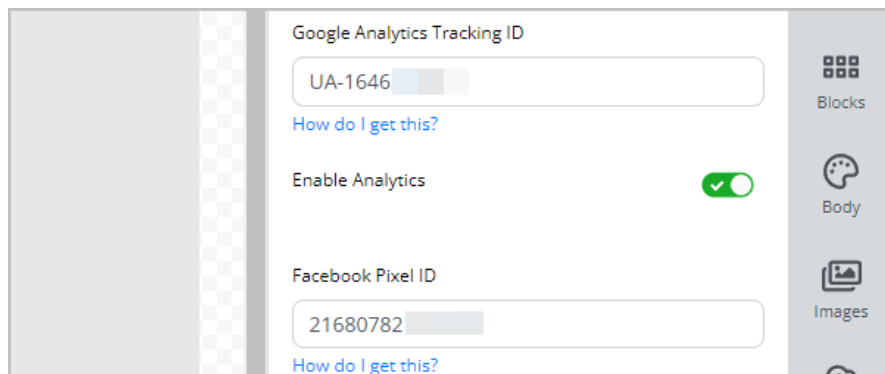 Google Analytics Tracking ID
UA-1646
How do I get this?
Enable Analytics
Facebook Pixel ID
21680782
How do I get this?
Blocks
Body
Images